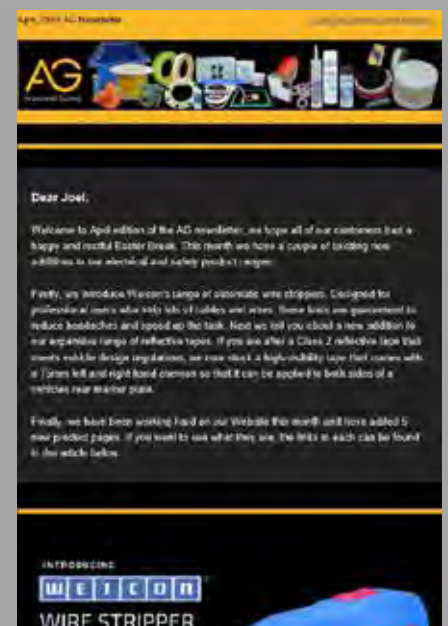 AG Newsletter
AG
Dear Joel,
Welcome to April edition of the AG newsletter, we hope all of our customers had a
happy and restful Easter Break. This month we have a couple of exciting new
additions to our electrical and safety product ranges.
Firstly, we introduce Weicon's range of automatic wire strippers. Designed for
professional users who strip lots of cables and wires, these tools are guaranteed to
reduce headaches and speed up the task. Next we tell you about a new addition to
our expansive range of reflective tapes. If you are after a Class 2 reflective tape that
meets vehicle design regulations, we now stock a high-visibility tape that comes with
a left and right hand chevron so that it can be applied to both sides of a
vehicles rear marker plate.
Finally, we have been working hard on our Website this month and have added 5
new product pages. If you want to see what they are, the links to each can be found
in the article below.
INTRODUCING
WEICON
WIRE STRIPPER